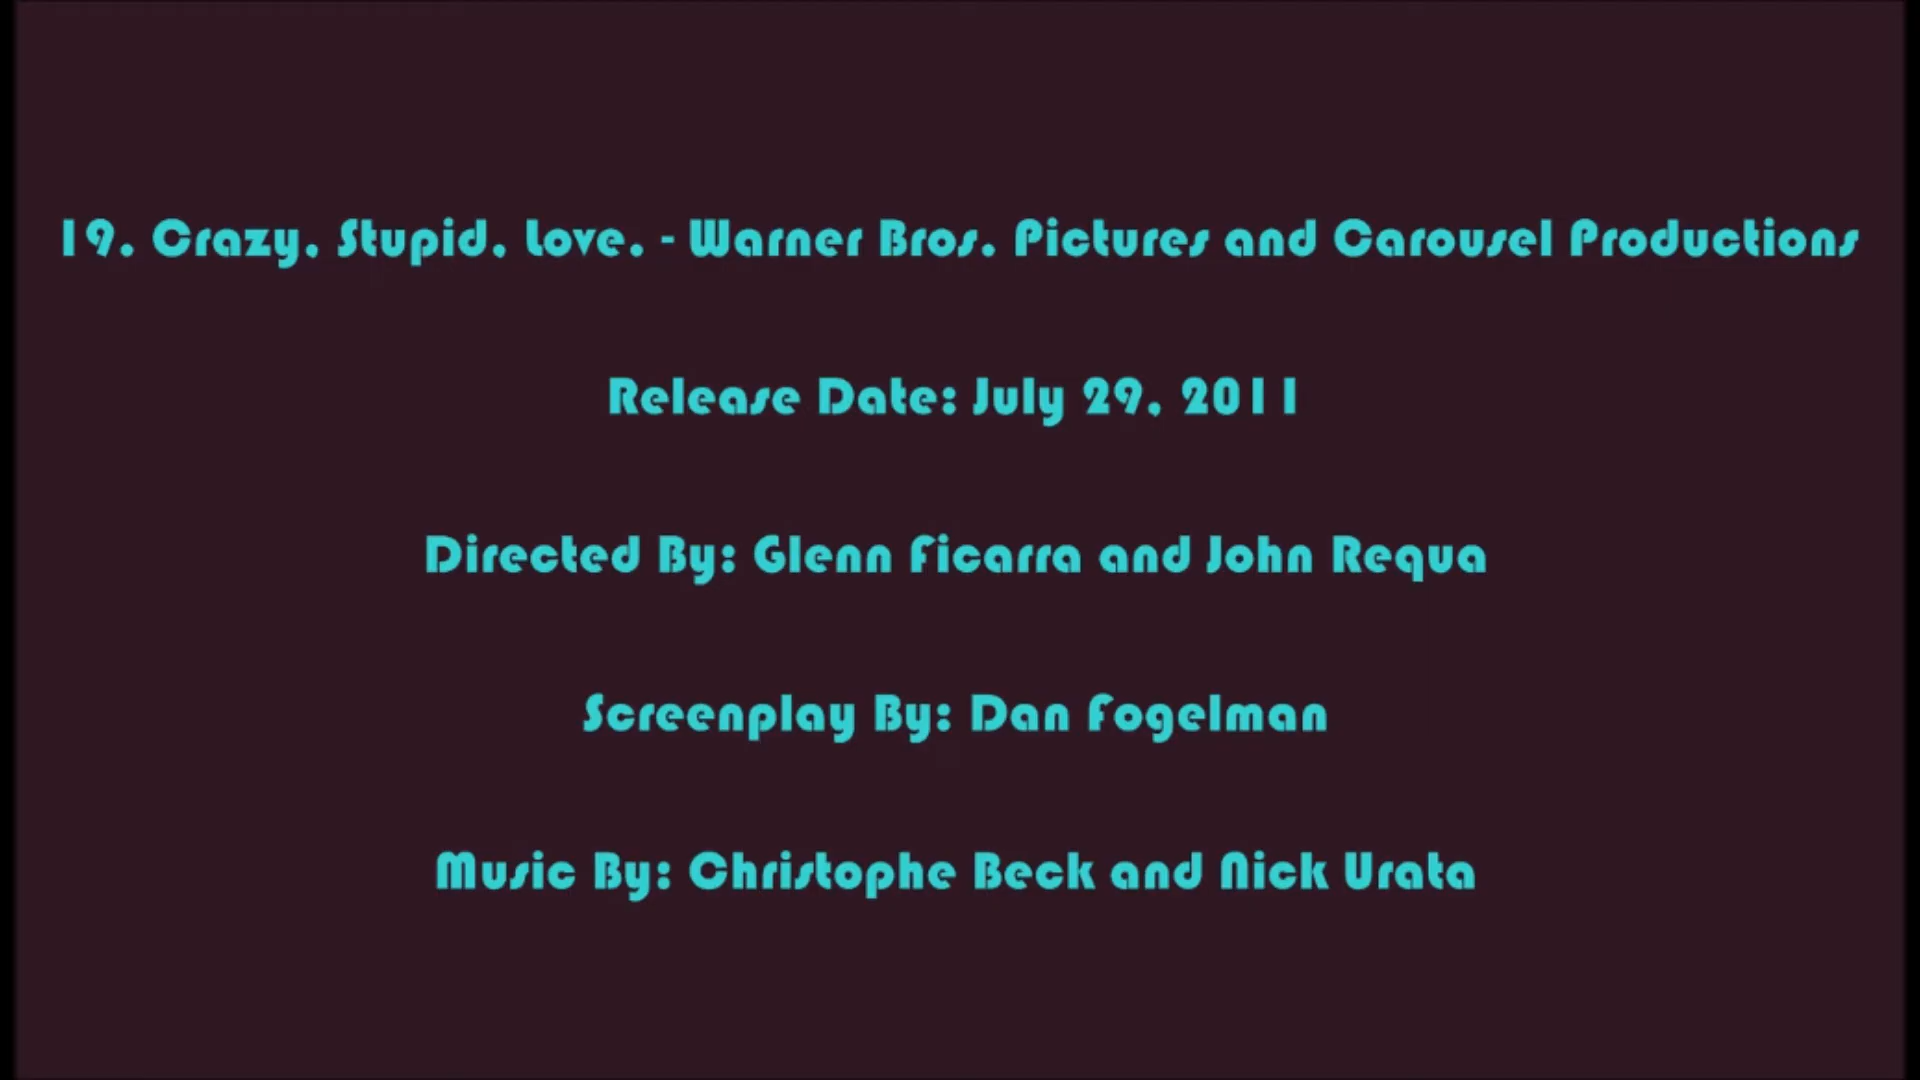 19. Crazy, Stupid, Love. - Warner Bros. Pictures and Carousel Productions
Release Date: July 29, 2011
Directed By: Glenn Ficarra and John Requa
Screenplay By: Dan Fogelman
Music By: Christophe Beck and Nick Urata